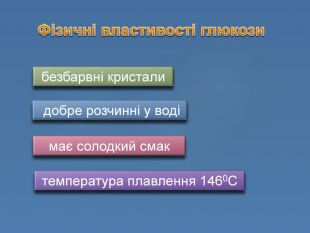 Фізичні властивості глюкози
безбарвні кристали
добре розчинні у воді
має солодкий смак
температура плавлення 146⁰С